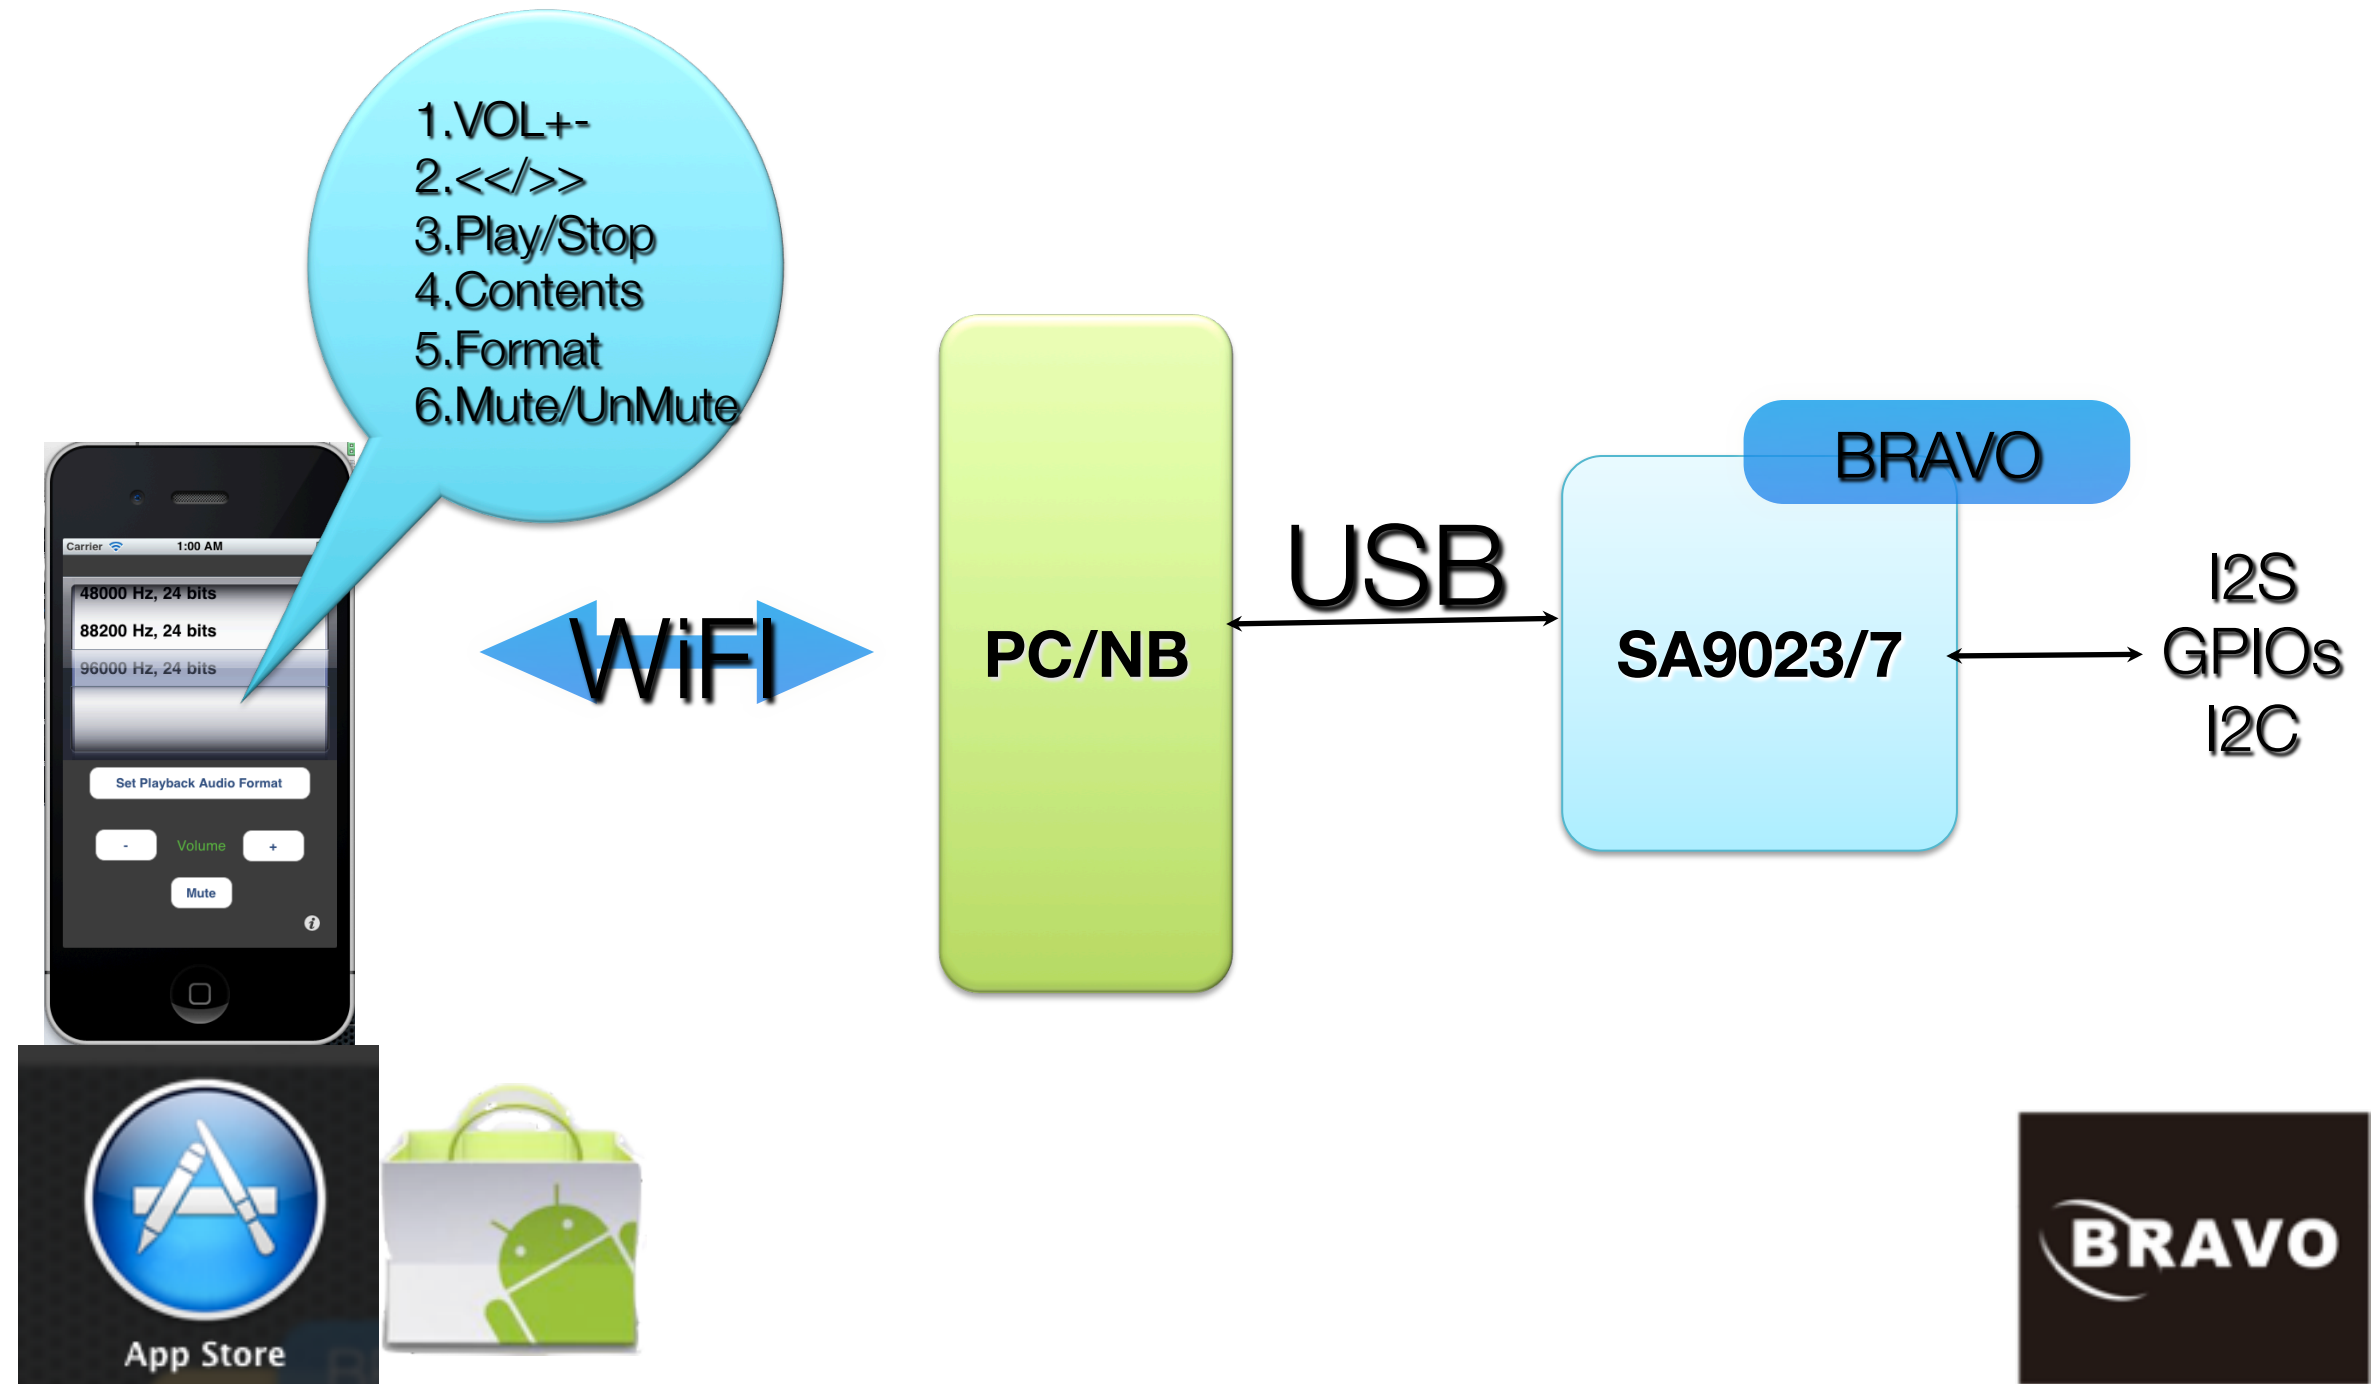 1.VOL+-
2.<</>>
3.Play/Stop
4.Contents
5.Format
6.Mute/UnMute
Carrier
1:00 AM
48000 Hz, 24 bits
88200 Hz, 24 bits
96000 Hz, 24 bits
Set Playback Audio Format
- Volume +
Mute
i
WiFI
PC/NB
USB
BRAVO
SA9023/7
I2S
GPIOs
I2C
App Store
BRAVO